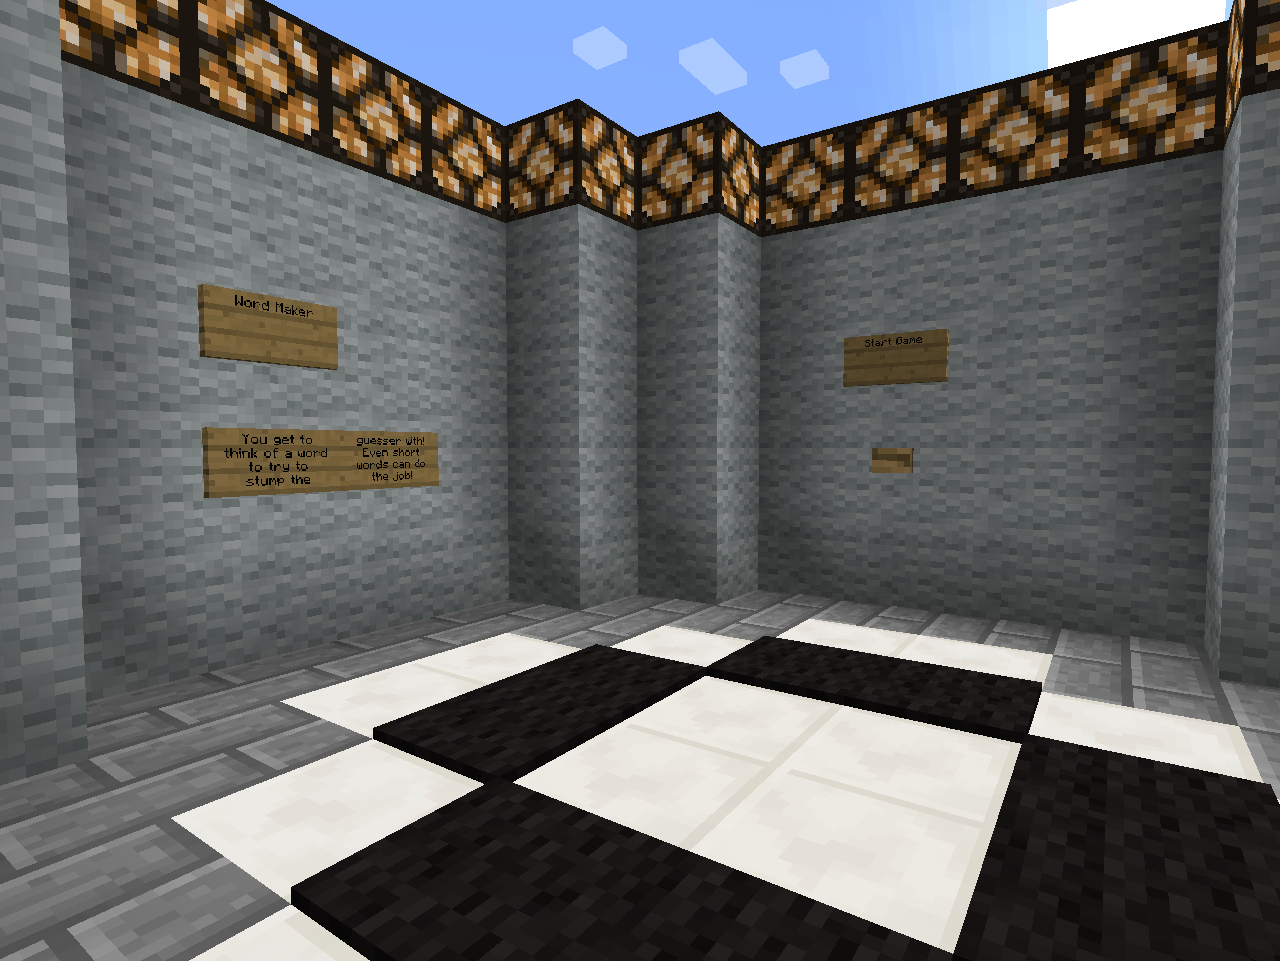 Word Maker
You get to
think of a word
to try to
stump the
guesser wth!
Even short
words can do
the job!
Start Game